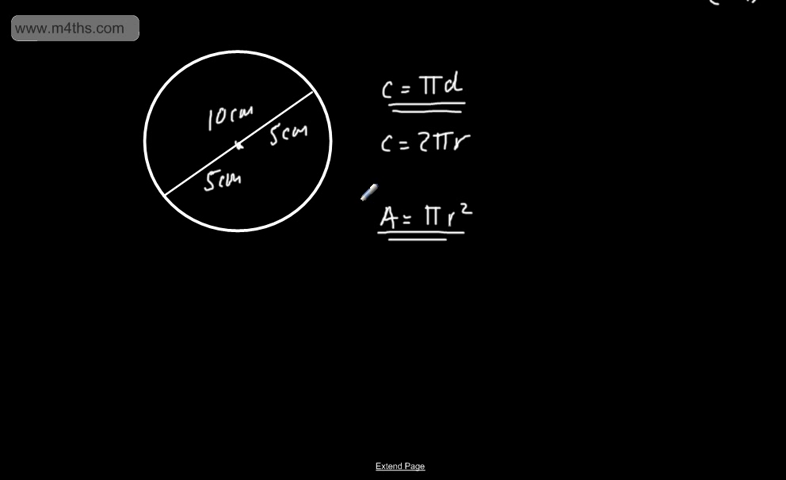 www.m4ths.com
C = πd
10cm
5cm
C = 2πr
5cm
A = πr²
Extend Page